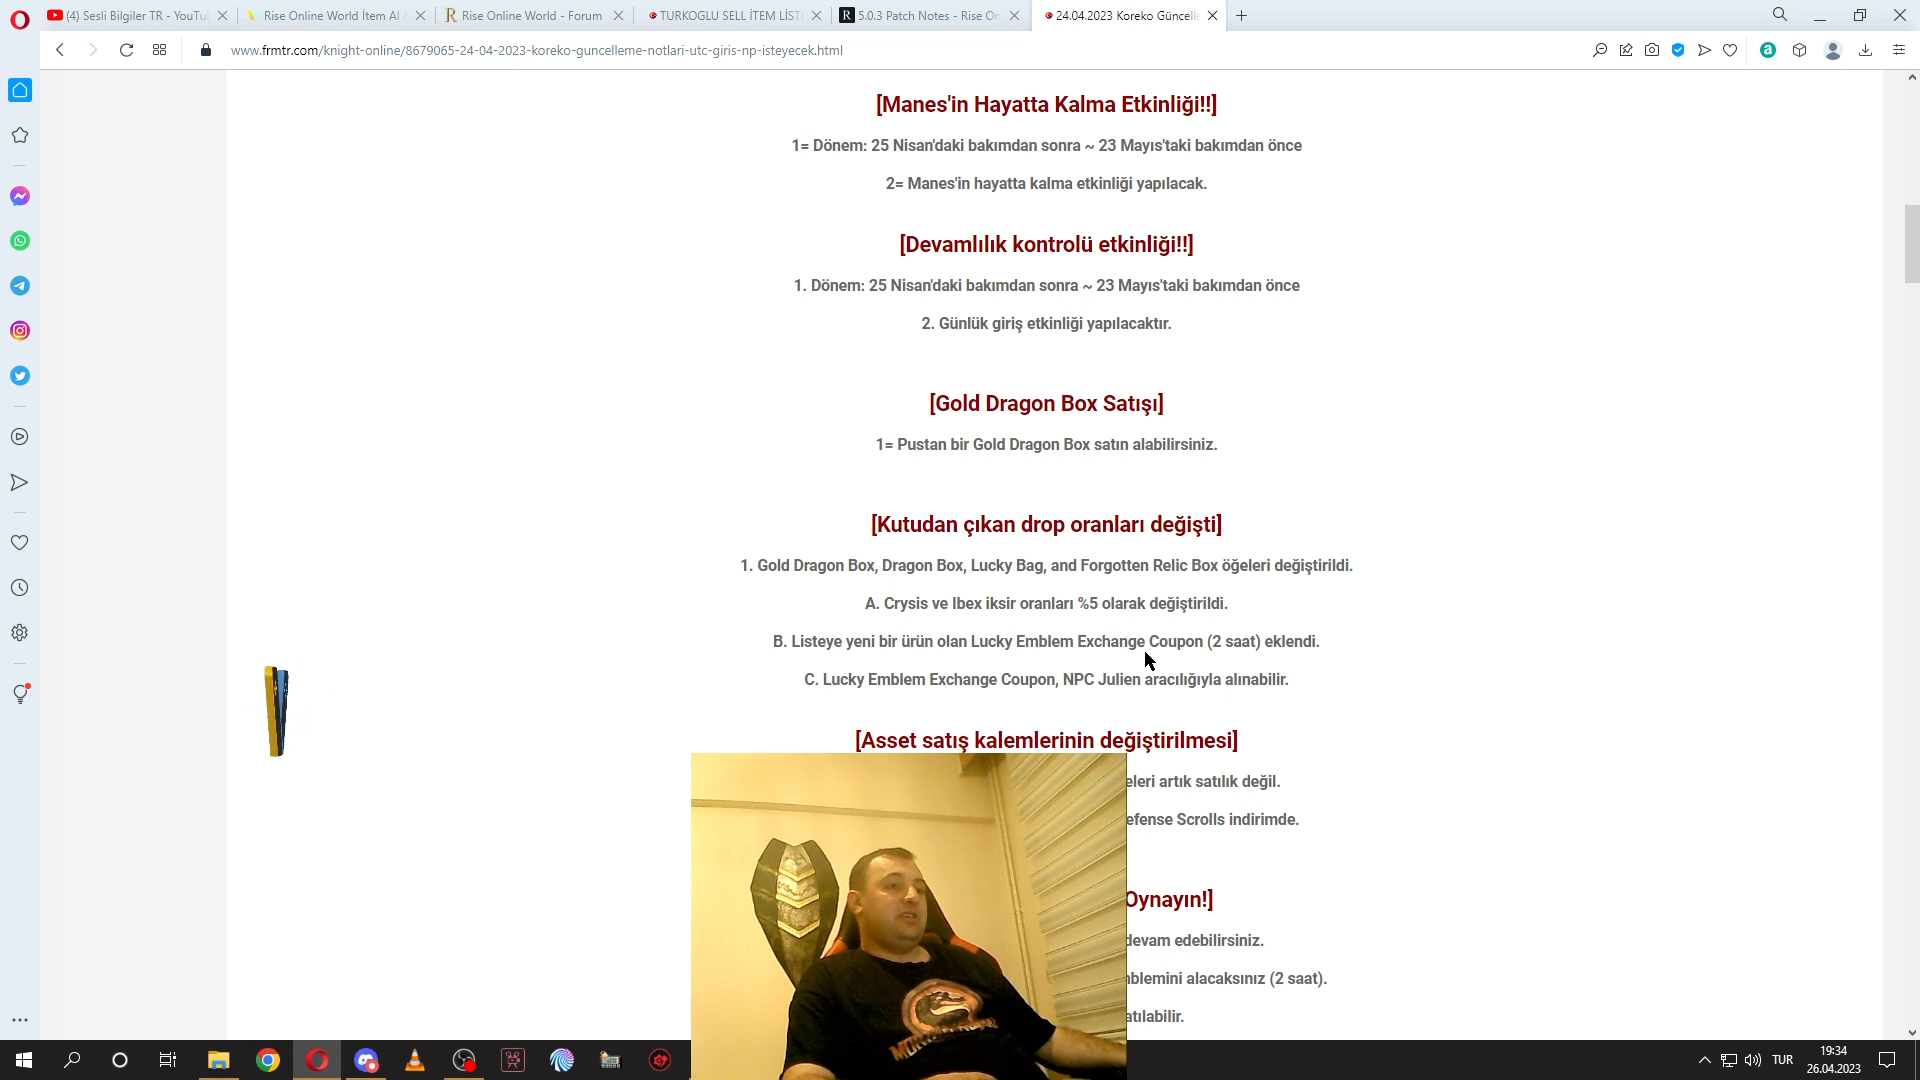 (4) Sesli Bilgiler TR - YouTu
Rise Online World İtem Al
Rise Online World - Forum
TURKOGLU SELL İTEM LİSTİ
5.0.3 Patch Notes - Rise On
24.04.2023 Koreko Güncelle
www.frmtr.com/knight-online/8679065-24-04-2023-koreko-guncelleme-notlari-utc-giris-np-isteyecek.html
[Manes'in Hayatta Kalma Etkinliği!!]
1= Dönem: 25 Nisan'daki bakımdan sonra ~ 23 Mayıs'taki bakımdan önce
2= Manes'in hayatta kalma etkinliği yapılacak.
[Devamlılık kontrolü etkinliği!!]
1. Dönem: 25 Nisan'daki bakımdan sonra ~ 23 Mayıs'taki bakımdan önce
2. Günlük giriş etkinliği yapılacaktır.
[Gold Dragon Box Satışı]
1= Pustan bir Gold Dragon Box satın alabilirsiniz.
[Kutudan çıkan drop oranları değişti]
1. Gold Dragon Box, Dragon Box, Lucky Bag, and Forgotten Relic Box öğeleri değiştirildi.
A. Crysis ve Ibex iksir oranları %5 olarak değiştirildi.
B. Listeye yeni bir ürün olan Lucky Emblem Exchange Coupon (2 saat) eklendi.
C. Lucky Emblem Exchange Coupon, NPC Julien aracılığıyla alınabilir.
[Asset satış kalemlerinin değiştirilmesi]
eleri artık satılık değil.
efense Scrolls indirimde.
Oynayın!]
devam edebilirsiniz.
mblemini alacaksınız (2 saat).
atılabilir.
TUR
19:34
26.04.2023